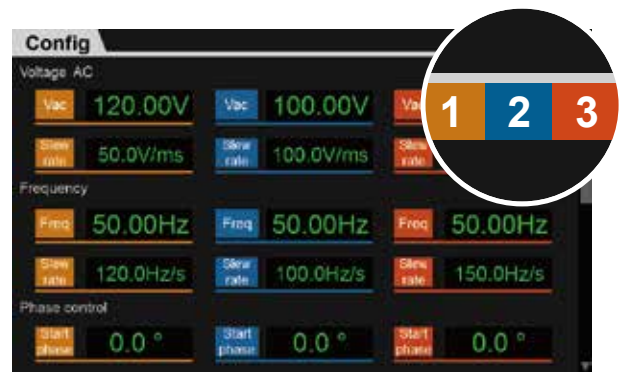 Config
1 2 3
Voltage AC
Vac 120.00V Vac 100.00V Vac
Slew rate 50.0V/ms Slew rate 100.0V/ms Slew rate
Frequency
Freq 50.00Hz Freq 50.00Hz Freq 50.00Hz
Slew rate 120.0Hz/s Slew rate 100.0Hz/s Slew rate 150.0Hz/s
Phase control
Start phase 0.0 ° Start phase 0.0 ° Start phase 0.0 °